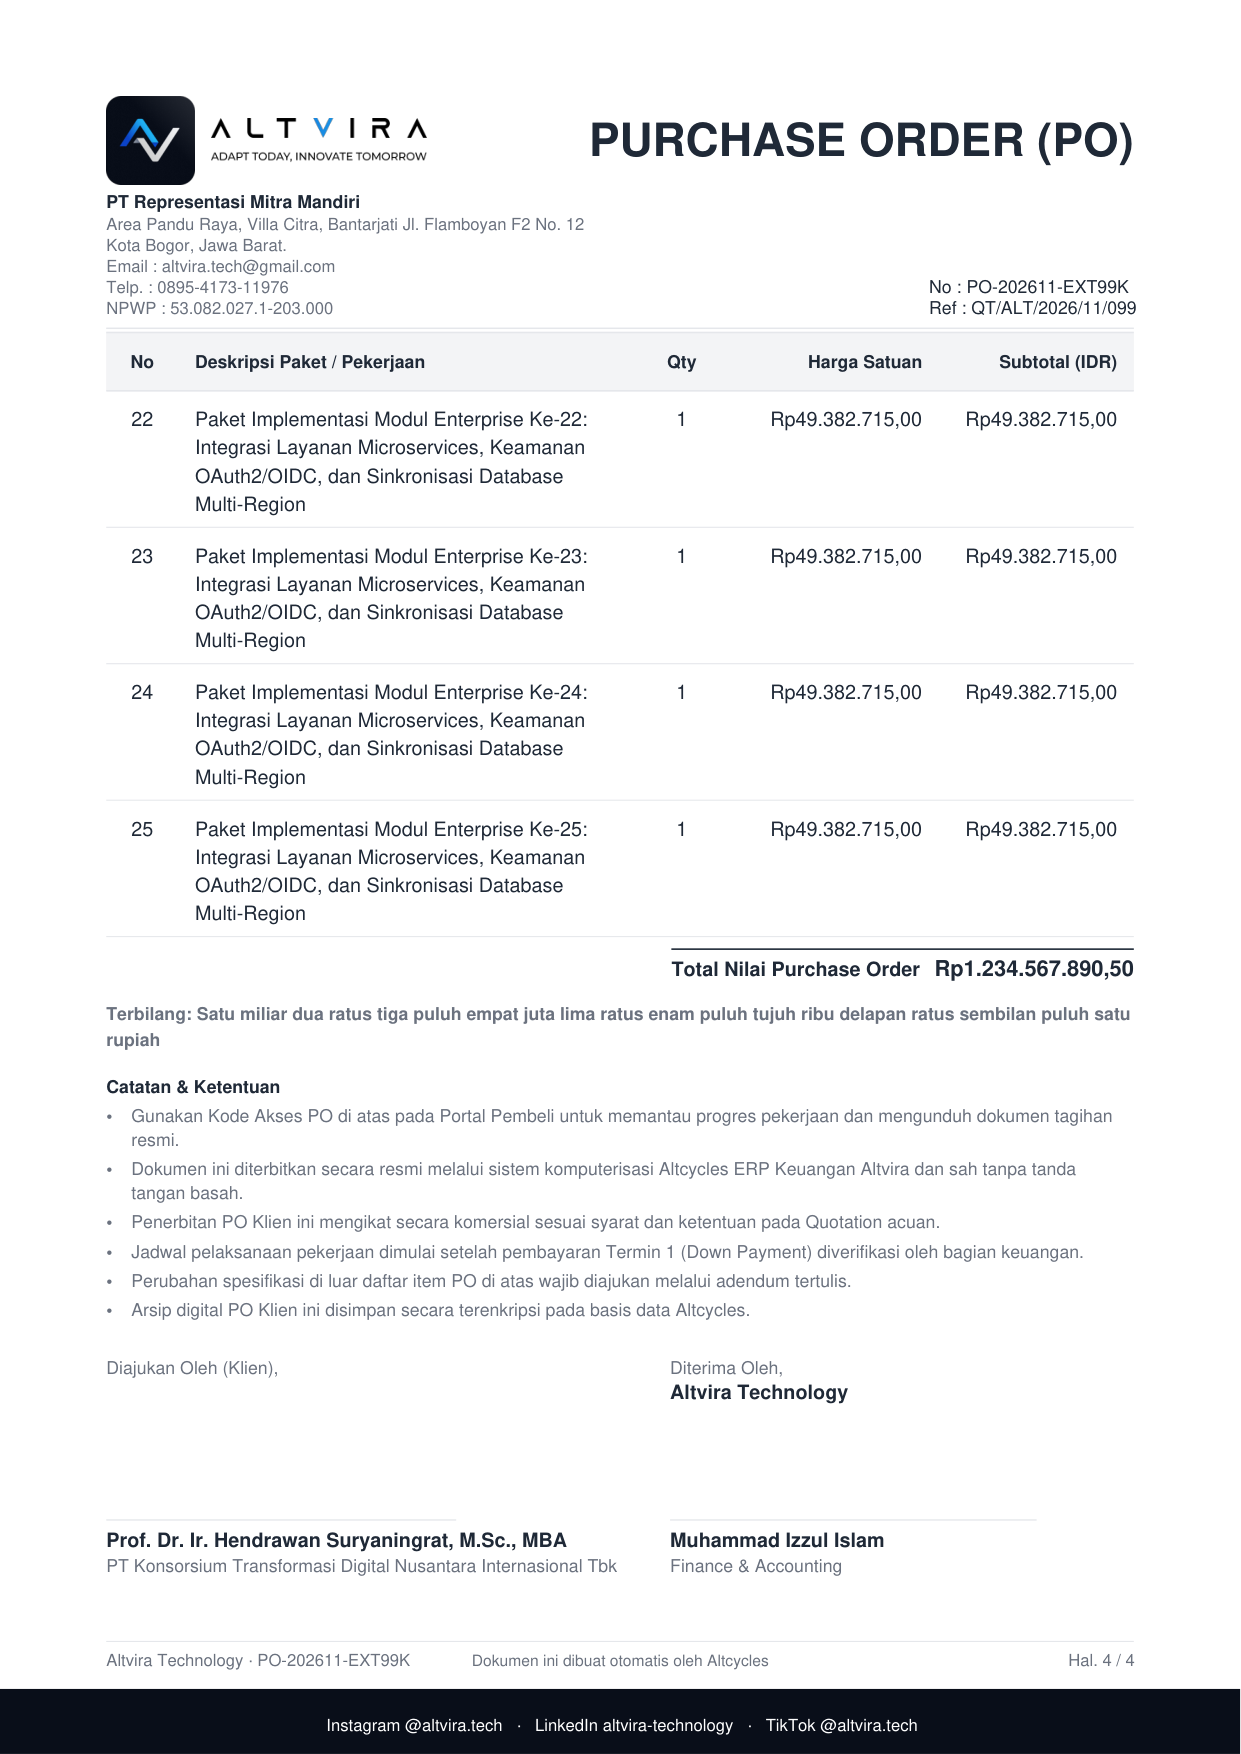 ALTVIRA
ADAPT TODAY, INNOVATE TOMORROW
PURCHASE ORDER (PO)
PT Representasi Mitra Mandiri
Area Pandu Raya, Villa Citra, Bantarjati Jl. Flamboyan F2 No. 12
Kota Bogor, Jawa Barat.
Email : altvira.tech@gmail.com
Telp. : 0895-4173-11976
NPWP : 53.082.027.1-203.000
No : PO-202611-EXT99K
Ref : QT/ALT/2026/11/099
No Deskripsi Paket / Pekerjaan Qty Harga Satuan Subtotal (IDR)
22 Paket Implementasi Modul Enterprise Ke-22: 1 Rp49.382.715,00 Rp49.382.715,00
Integrasi Layanan Microservices, Keamanan
OAuth2/OIDC, dan Sinkronisasi Database
Multi-Region
23 Paket Implementasi Modul Enterprise Ke-23: 1 Rp49.382.715,00 Rp49.382.715,00
Integrasi Layanan Microservices, Keamanan
OAuth2/OIDC, dan Sinkronisasi Database
Multi-Region
24 Paket Implementasi Modul Enterprise Ke-24: 1 Rp49.382.715,00 Rp49.382.715,00
Integrasi Layanan Microservices, Keamanan
OAuth2/OIDC, dan Sinkronisasi Database
Multi-Region
25 Paket Implementasi Modul Enterprise Ke-25: 1 Rp49.382.715,00 Rp49.382.715,00
Integrasi Layanan Microservices, Keamanan
OAuth2/OIDC, dan Sinkronisasi Database
Multi-Region
Total Nilai Purchase Order Rp1.234.567.890,50
Terbilang: Satu miliar dua ratus tiga puluh empat juta lima ratus enam puluh tujuh ribu delapan ratus sembilan puluh satu
rupiah
Catatan & Ketentuan
• Gunakan Kode Akses PO di atas pada Portal Pembeli untuk memantau progres pekerjaan dan mengunduh dokumen tagihan
resmi.
• Dokumen ini diterbitkan secara resmi melalui sistem komputerisasi Altcycles ERP Keuangan Altvira dan sah tanpa tanda
tangan basah.
• Penerbitan PO Klien ini mengikat secara komersial sesuai syarat dan ketentuan pada Quotation acuan.
• Jadwal pelaksanaan pekerjaan dimulai setelah pembayaran Termin 1 (Down Payment) diverifikasi oleh bagian keuangan.
• Perubahan spesifikasi di luar daftar item PO di atas wajib diajukan melalui adendum tertulis.
• Arsip digital PO Klien ini disimpan secara terenkripsi pada basis data Altcycles.
Diajukan Oleh (Klien),
Diterima Oleh,
Altvira Technology
Prof. Dr. Ir. Hendrawan Suryaningrat, M.Sc., MBA
PT Konsorsium Transformasi Digital Nusantara Internasional Tbk
Muhammad Izzul Islam
Finance & Accounting
Altvira Technology · PO-202611-EXT99K Dokumen ini dibuat otomatis oleh Altcycles Hal. 4 / 4
Instagram @altvira.tech · LinkedIn altvira-technology · TikTok @altvira.tech